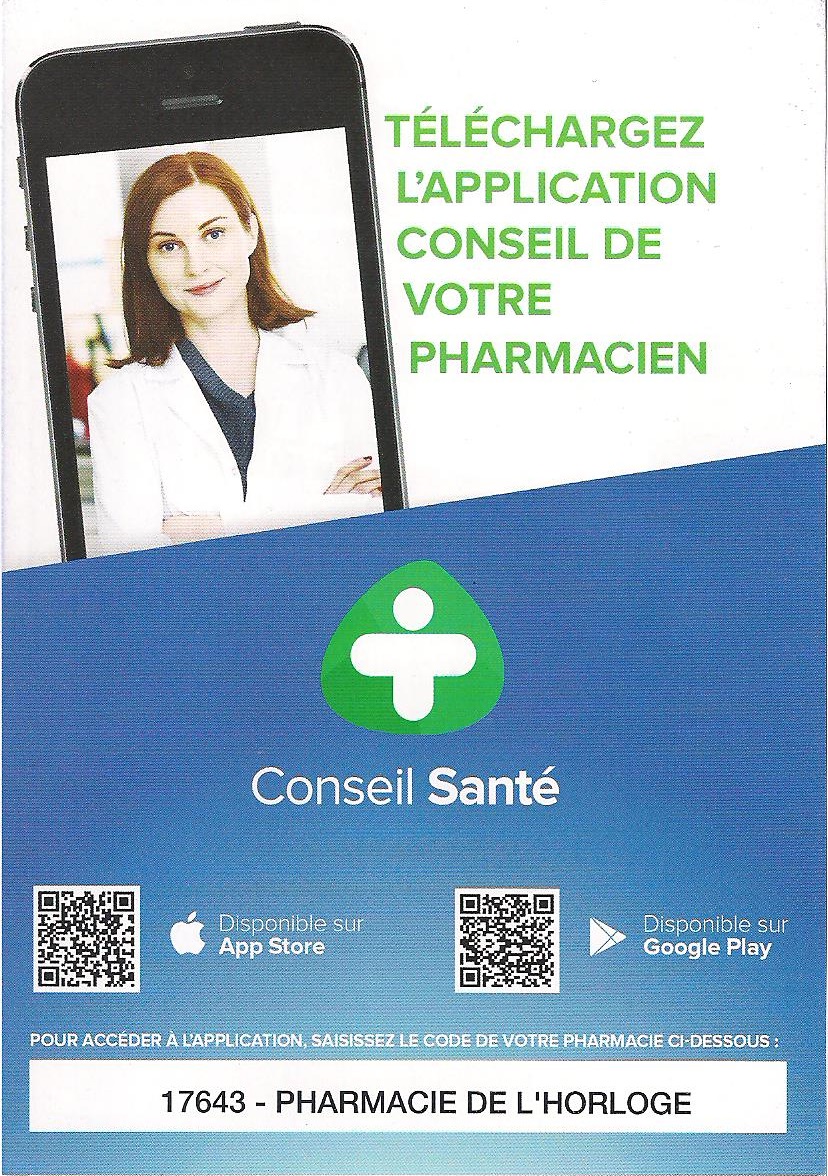 TÉLÉCHARGEZ
L'APPLICATION
CONSEIL DE
VOTRE
PHARMACIEN
Conseil Santé
Disponible sur
App Store
Disponible sur
Google Play
POUR ACCÉDER À L'APPLICATION, SAISISSEZ LE CODE DE VOTRE PHARMACIE CI-DESSOUS :
17643 - PHARMACIE DE L'HORLOGE